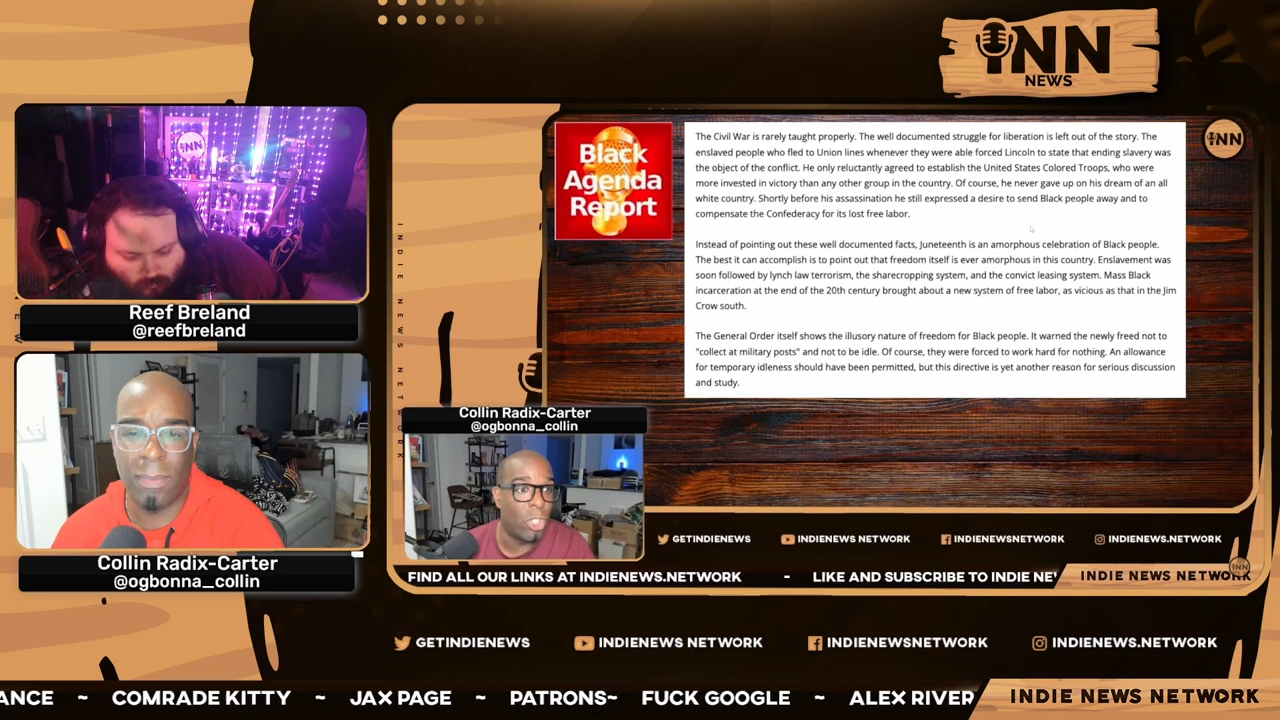 iNN
NEWS
iNN
Reef Breland
@reefbreland
Collin Radix-Carter
@ogbonna_collin
INDIE NEWS NETWORK
Black
Agenda
Report
The Civil War is rarely taught properly. The well documented struggle for liberation is left out of the story. The
enslaved people who fled to Union lines whenever they were able forced Lincoln to state that ending slavery was
the object of the conflict. He only reluctantly agreed to establish the United States Colored Troops, who were
more invested in victory than any other group in the country. Of course, he never gave up on his dream of an all
white country. Shortly before his assassination he still expressed a desire to send Black people away and to
compensate the Confederacy for its lost free labor.
Instead of pointing out these well documented facts, Juneteenth is an amorphous celebration of Black people.
The best it can accomplish is to point out that freedom itself is ever amorphous in this country. Enslavement was
soon followed by lynch law terrorism, the sharecropping system, and the convict leasing system. Mass Black
incarceration at the end of the 20th century brought about a new system of free labor, as vicious as that in the Jim
Crow south.
The General Order itself shows the illusory nature of freedom for Black people. It warned the newly freed not to
"collect at military posts" and not to be idle. Of course, they were forced to work hard for nothing. An allowance
for temporary idleness should have been permitted, but this directive is yet another reason for serious discussion
and study.
iNN
Collin Radix-Carter
@ogbonna_collin
GETINDIENEWS
INDIENEWS NETWORK
INDIENEWSNETWORK
INDIENEWS.NETWORK
FIND ALL OUR LINKS AT INDIENEWS.NETWORK - LIKE AND SUBSCRIBE TO INDIE NEW
INDIE NEWS NETWORK
iNN
GETINDIENEWS
INDIENEWS NETWORK
INDIENEWSNETWORK
INDIENEWS.NETWORK
ANCE ~ COMRADE KITTY ~ JAX PAGE ~ PATRONS~ FUCK GOOGLE ~ ALEX RIVER
INDIE NEWS NETWORK